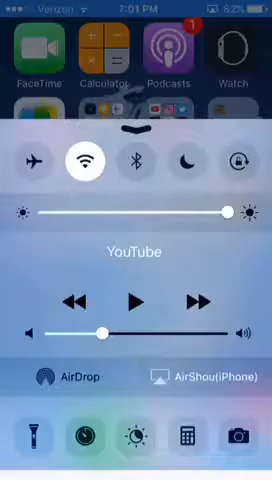 Verizon 7:01 PM 82%
FaceTime Calculator Podcasts Watch
1
YouTube
AirDrop AirShou(iPhone)